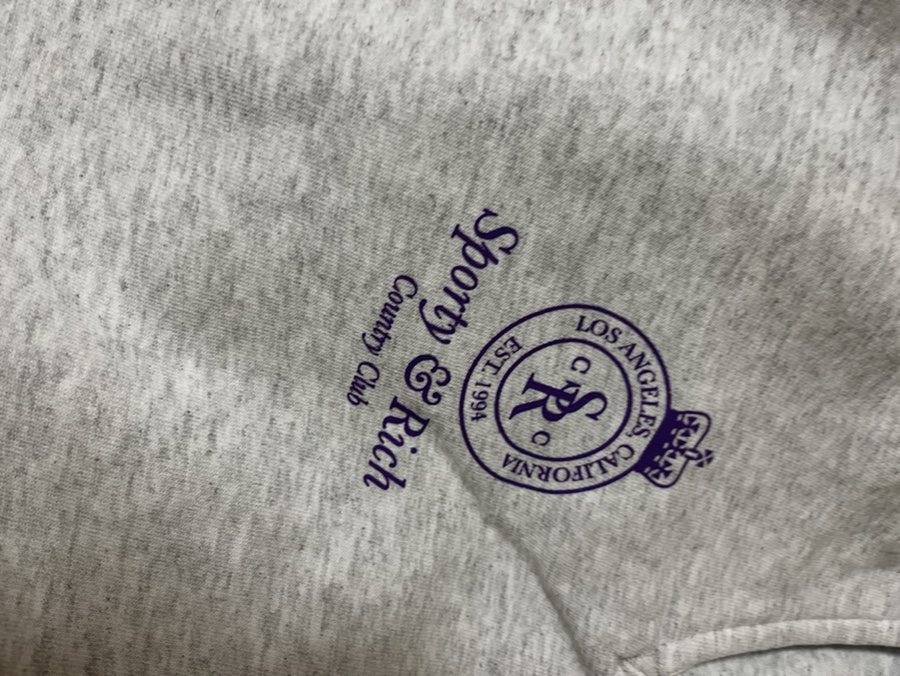 LOS ANGELES, CALIFORNIA
C SR C
EST. 1994
Sporty & Rich
Country Club